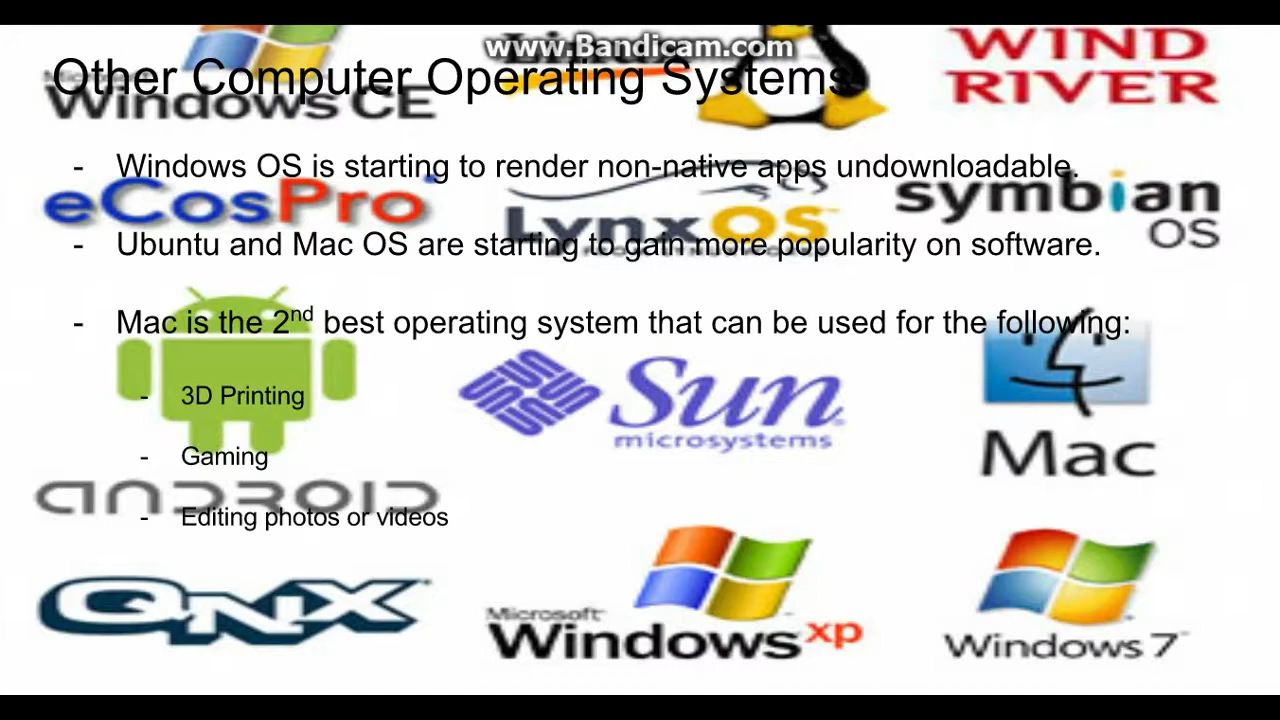 www.Bandicam.com
Other Computer Operating Systems
Microsoft
Windows CE
Linux
WIND
RIVER
- Windows OS is starting to render non-native apps undownloadable.
eCosPro
LynxOS™
symbian
OS
- Ubuntu and Mac OS are starting to gain more popularity on software.
- Mac is the 2nd best operating system that can be used for the following:
- 3D Printing
Sun
microsystems
Mac
- Gaming
ANDROID
- Editing photos or videos
QNX
Microsoft
Windows xp
Windows 7